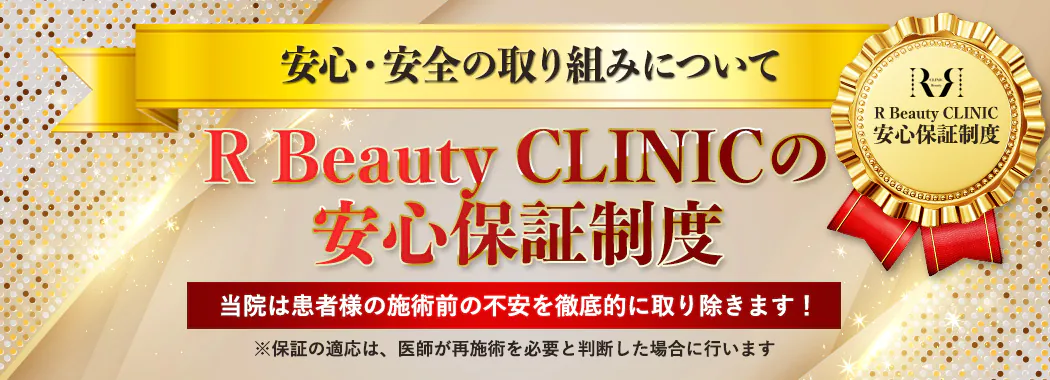 安心・安全の取り組みについて
R Beauty CLINICの
安心保証制度
当院は患者様の施術前の不安を徹底的に取り除きます！
※保証の適応は、医師が再施術を必要と判断した場合に行います
R Beauty CLINIC
安心保証制度